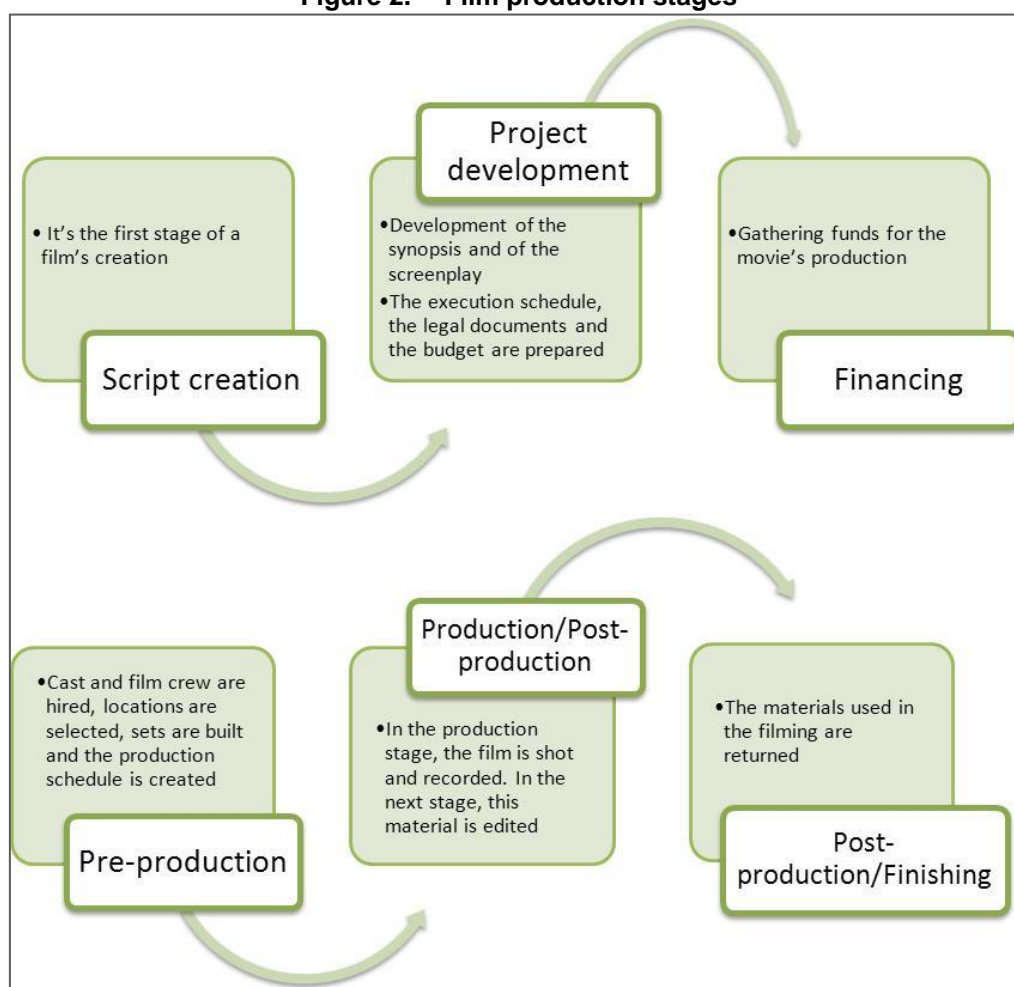 Figure 2. Film production stages
• It's the first stage of a
film's creation
Script creation
Project
development
•Development of the
synopsis and of the
screenplay
•The execution schedule,
the legal documents and
the budget are prepared
•Gathering funds for the
movie's production
Financing
•Cast and film crew are
hired, locations are
selected, sets are built
and the production
schedule is created
Pre-production
Production/Post-
production
•In the production
stage, the film is shot
and recorded. In the
next stage, this
material is edited
•The materials used in
the filming are
returned
Post-
production/Finishing